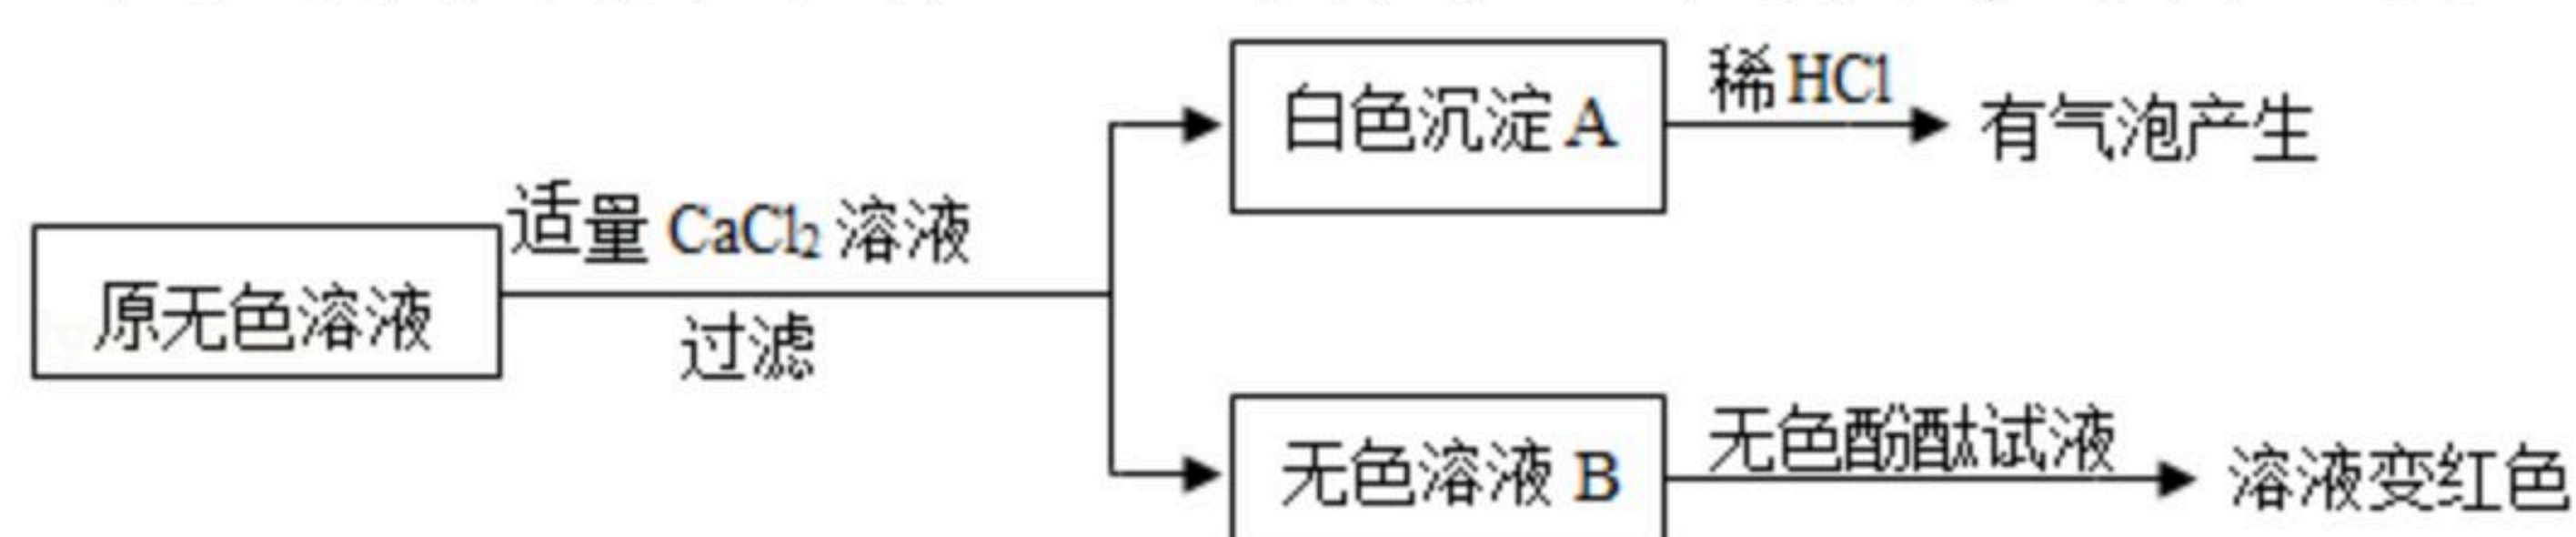 稀HCl
白色沉淀A
有气泡产生
适量CaCl₂溶液
原无色溶液
过滤
无色酚酞试液
无色溶液B
溶液变红色